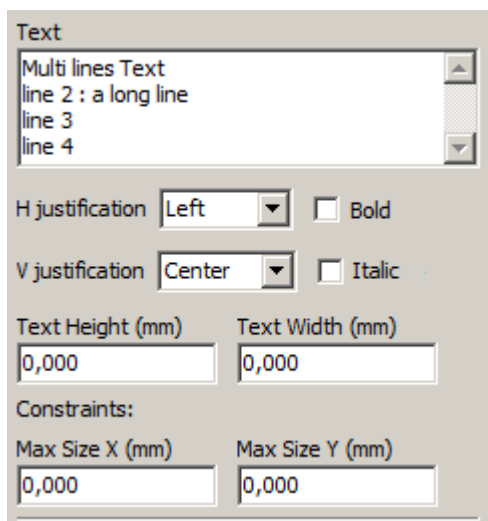 Text
Multi lines Text
line 2 : a long line
line 3
line 4
H justification Left Bold
V justification Center Italic
Text Height (mm) Text Width (mm)
0,000 0,000
Constraints:
Max Size X (mm) Max Size Y (mm)
0,000 0,000